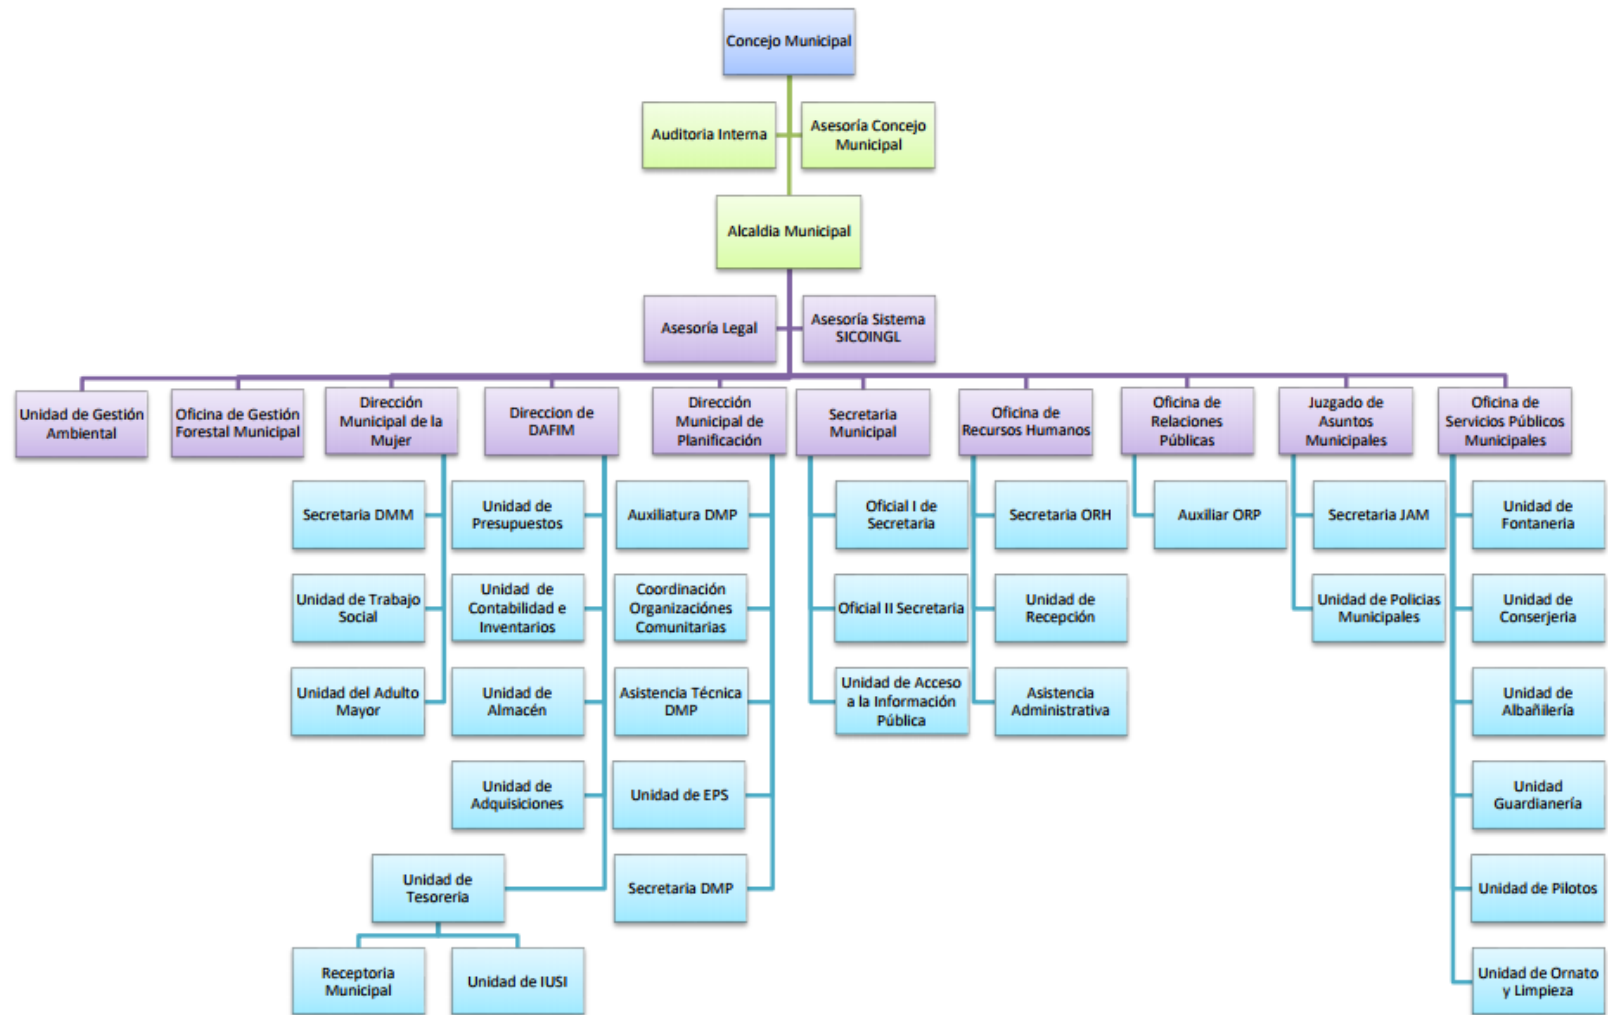 Concejo Municipal
Auditoria Interna
Asesoría Concejo
Municipal
Alcaldia Municipal
Asesoría Legal
Asesoría Sistema
SICOINGL
Unidad de Gestión
Ambiental
Oficina de Gestión
Forestal Municipal
Dirección
Municipal de la
Mujer
Direccion de
DAFIM
Dirección
Municipal de
Planificación
Secretaria
Municipal
Oficina de
Recursos Humanos
Oficina de
Relaciones
Públicas
Juzgado de
Asuntos
Municipales
Oficina de
Servicios Públicos
Municipales
Secretaria DMM
Unidad de
Presupuestos
Auxiliatura DMP
Oficial I de
Secretaria
Secretaria ORH
Auxiliar ORP
Secretaria JAM
Unidad de
Fontaneria
Unidad de Trabajo
Social
Unidad de
Contabilidad e
Inventarios
Coordinación
Organizaciónes
Comunitarias
Oficial II Secretaria
Unidad de
Recepción
Unidad de Policias
Municipales
Unidad de
Conserjeria
Unidad del Adulto
Mayor
Unidad de
Almacén
Asistencia Técnica
DMP
Unidad de Acceso
a la Información
Pública
Asistencia
Administrativa
Unidad de
Albañilería
Unidad de
Adquisiciones
Unidad de EPS
Unidad
Guardianería
Unidad de
Tesoreria
Secretaria DMP
Unidad de Pilotos
Receptoria
Municipal
Unidad de IUSI
Unidad de Ornato
y Limpieza